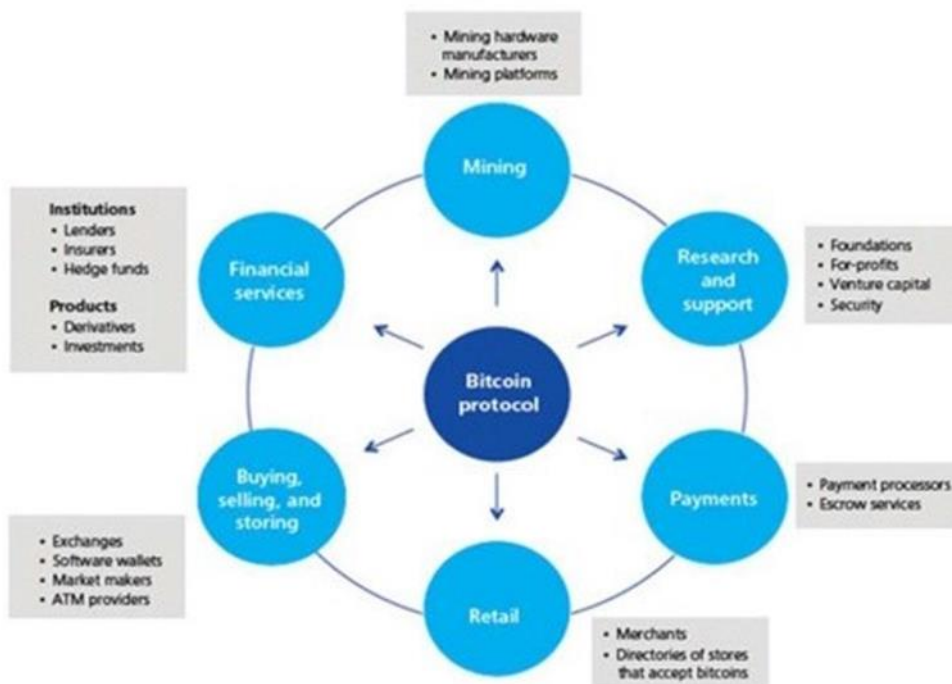 • Mining hardware
manufacturers
• Mining platforms
Mining
Institutions
• Lenders
• Insurers
• Hedge funds
Products
• Derivatives
• Investments
Financial
services
Research
and
support
• Foundations
• For-profits
• Venture capital
• Security
Bitcoin
protocol
Buying,
selling, and
storing
• Exchanges
• Software wallets
• Market makers
• ATM providers
Payments
• Payment processors
• Escrow services
Retail
• Merchants
• Directories of stores
that accept bitcoins